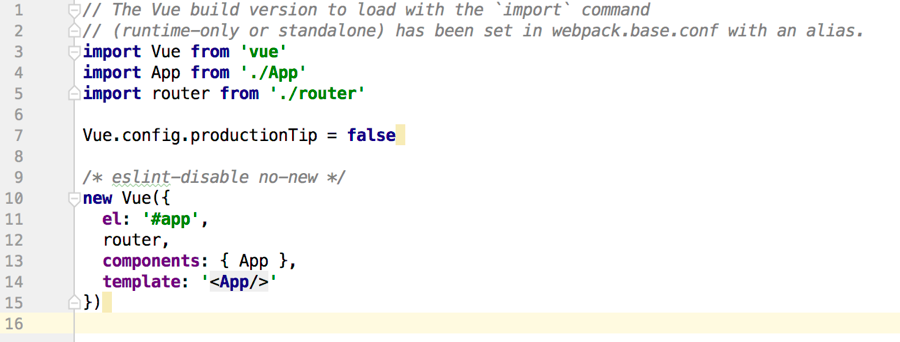 1 // The Vue build version to load with the `import` command
2 // (runtime-only or standalone) has been set in webpack.base.conf with an alias.
3 import Vue from 'vue'
4 import App from './App'
5 import router from './router'
6
7 Vue.config.productionTip = false
8
9 /* eslint-disable no-new */
10 new Vue({
11   el: '#app',
12   router,
13   components: { App },
14   template: '<App/>'
15 })
16